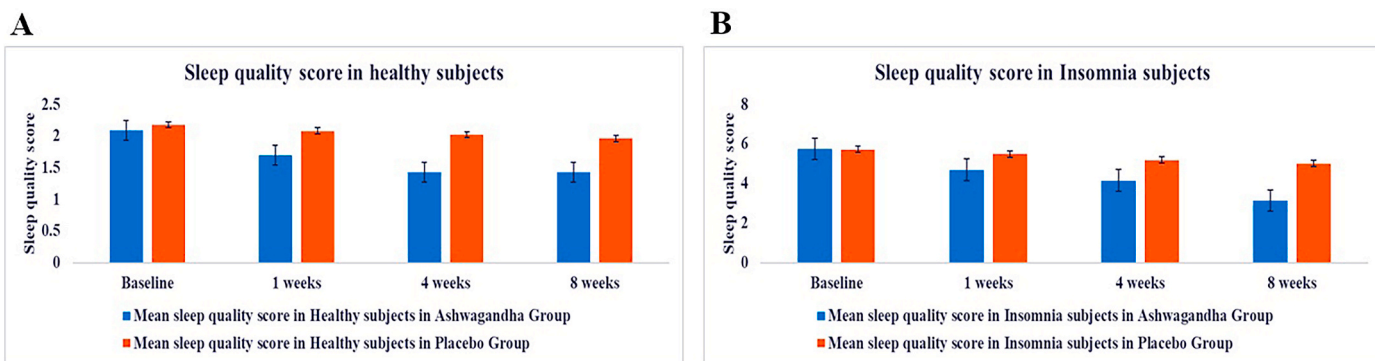 A
Sleep quality score in healthy subjects
Sleep quality score
2.5
2
1.5
1
0.5
0
Baseline
1 weeks
4 weeks
8 weeks
Mean sleep quality score in Healthy subjects in Ashwagandha Group
Mean sleep quality score in Healthy subjects in Placebo Group
B
Sleep quality score in Insomnia subjects
Sleep quality score
8
6
4
2
0
Baseline
1 weeks
4 weeks
8 weeks
Mean sleep quality score in Insomnia subjects in Ashwagandha Group
Mean sleep quality score in Insomnia subjects in Placebo Group